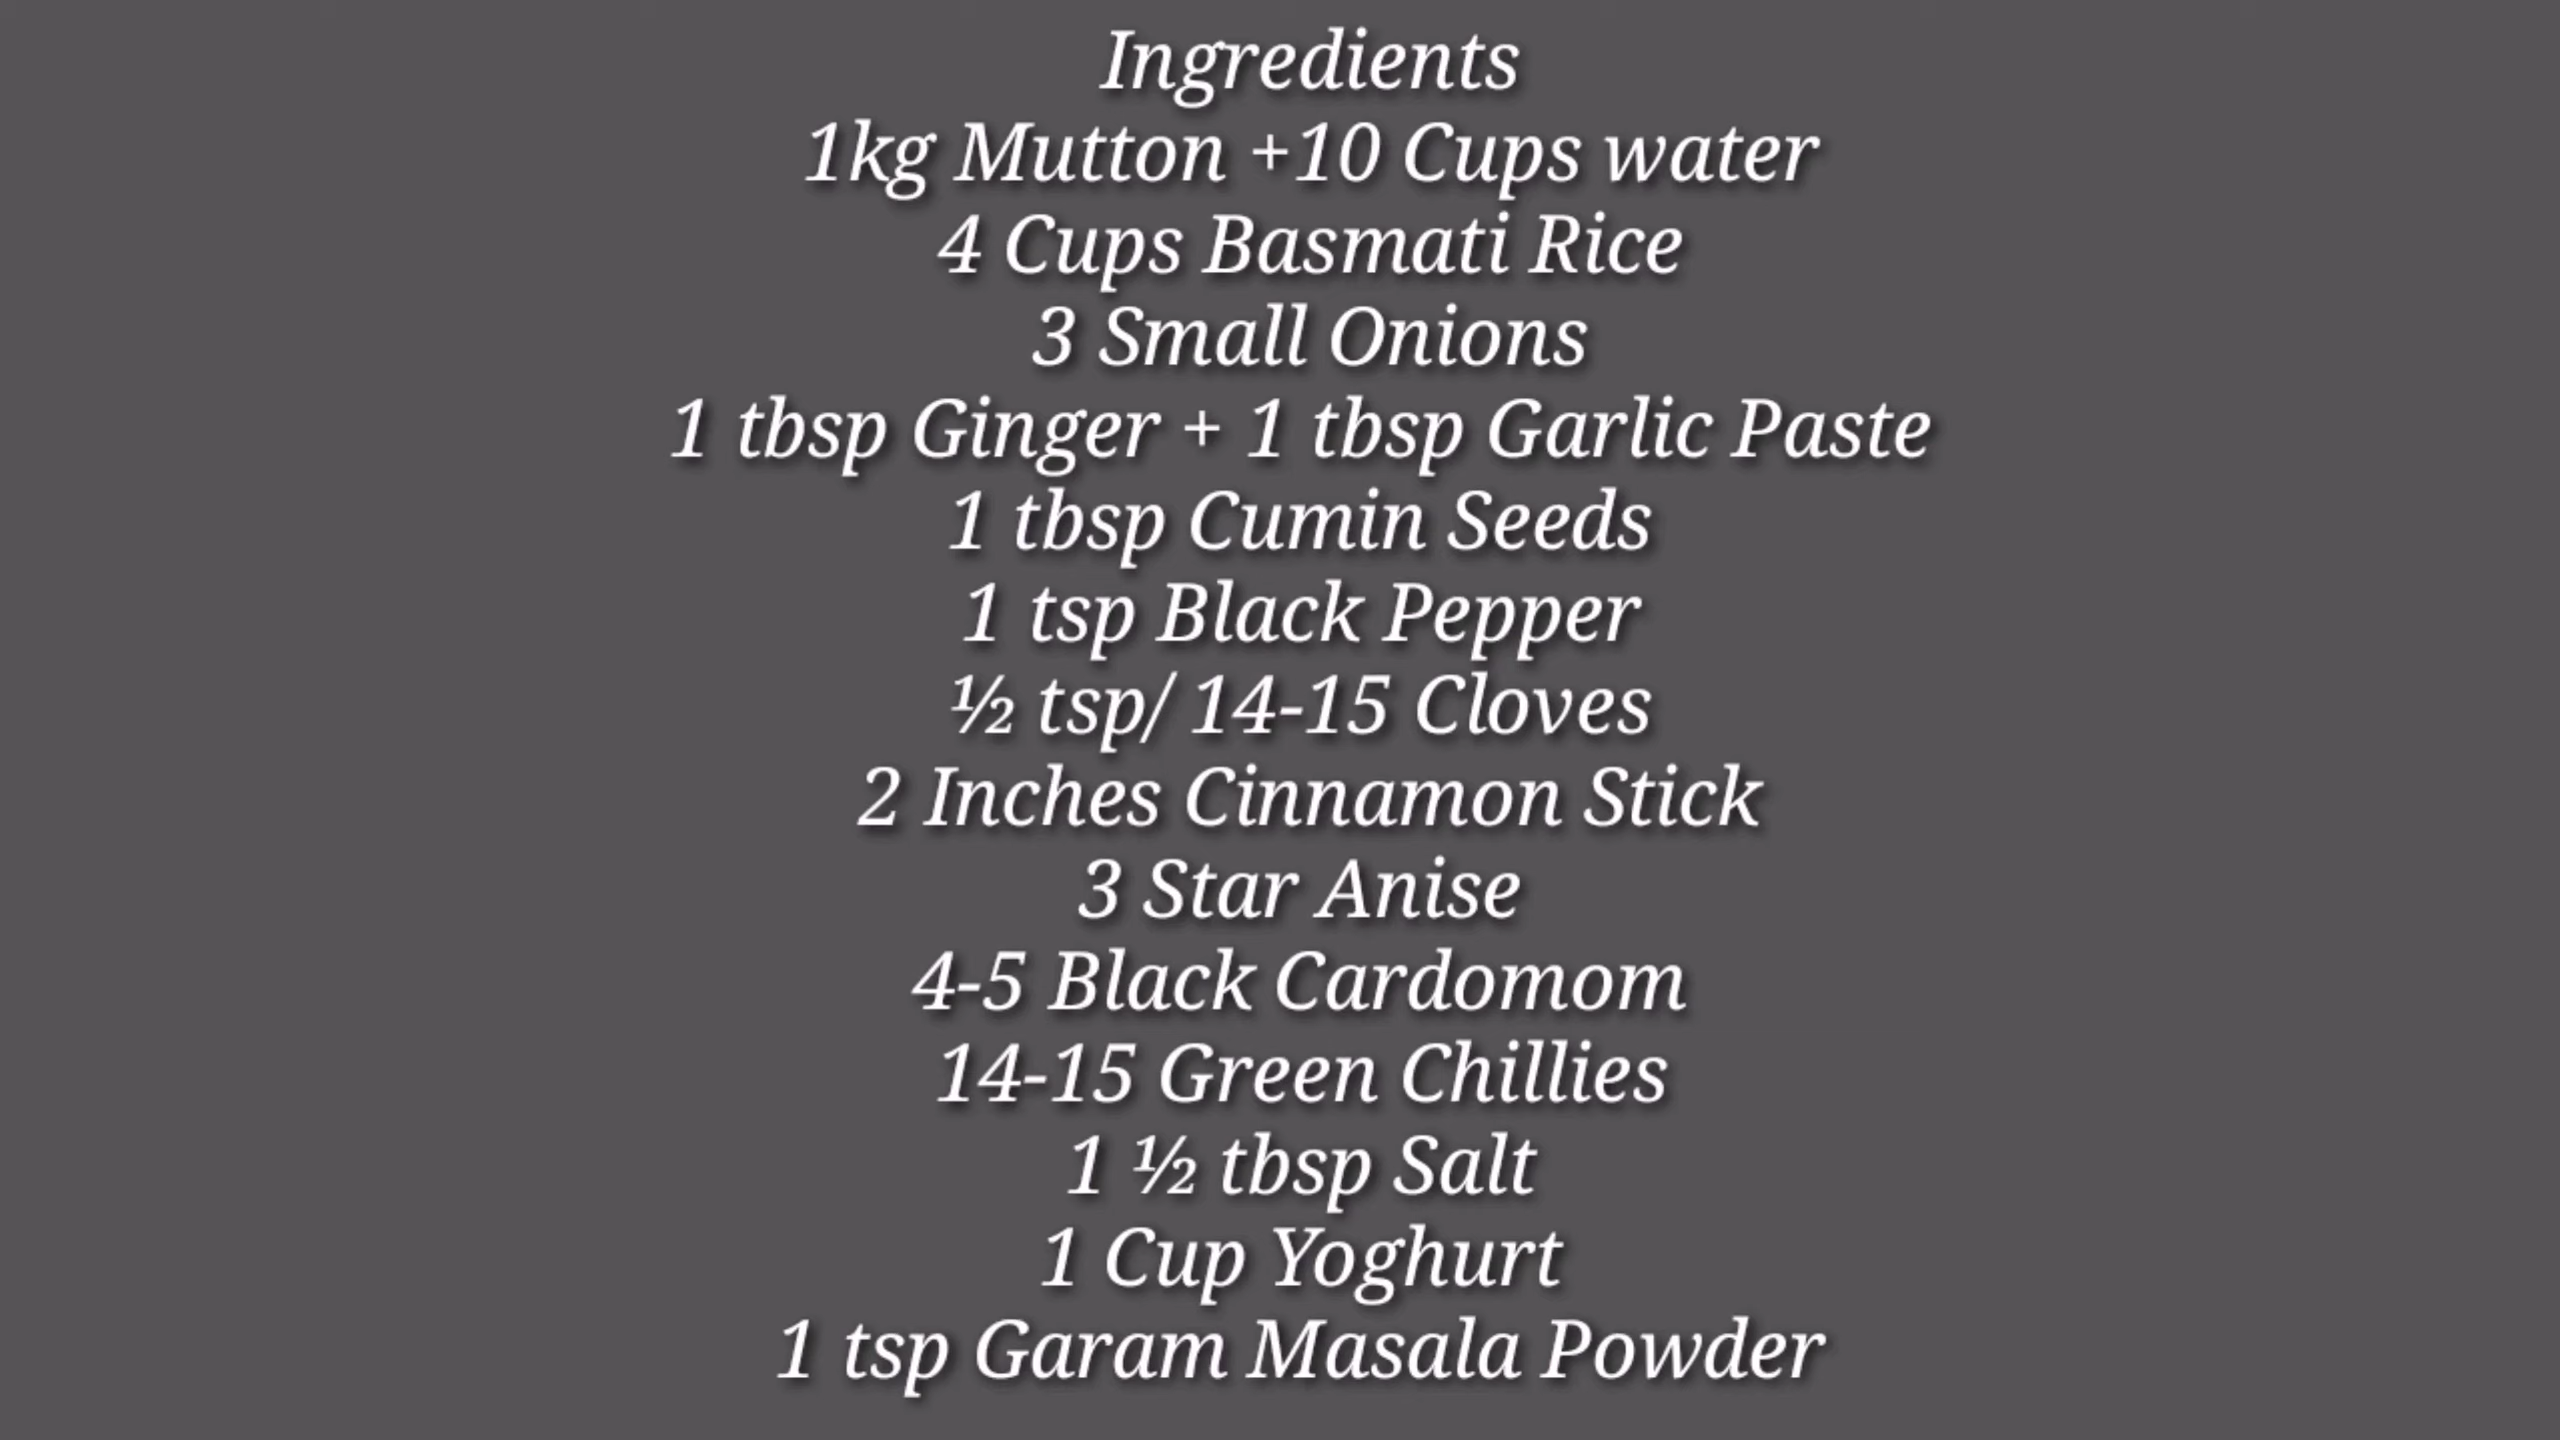 Ingredients
1kg Mutton +10 Cups water
4 Cups Basmati Rice
3 Small Onions
1 tbsp Ginger + 1 tbsp Garlic Paste
1 tbsp Cumin Seeds
1 tsp Black Pepper
½ tsp/ 14-15 Cloves
2 Inches Cinnamon Stick
3 Star Anise
4-5 Black Cardomom
14-15 Green Chillies
1 ½ tbsp Salt
1 Cup Yoghurt
1 tsp Garam Masala Powder